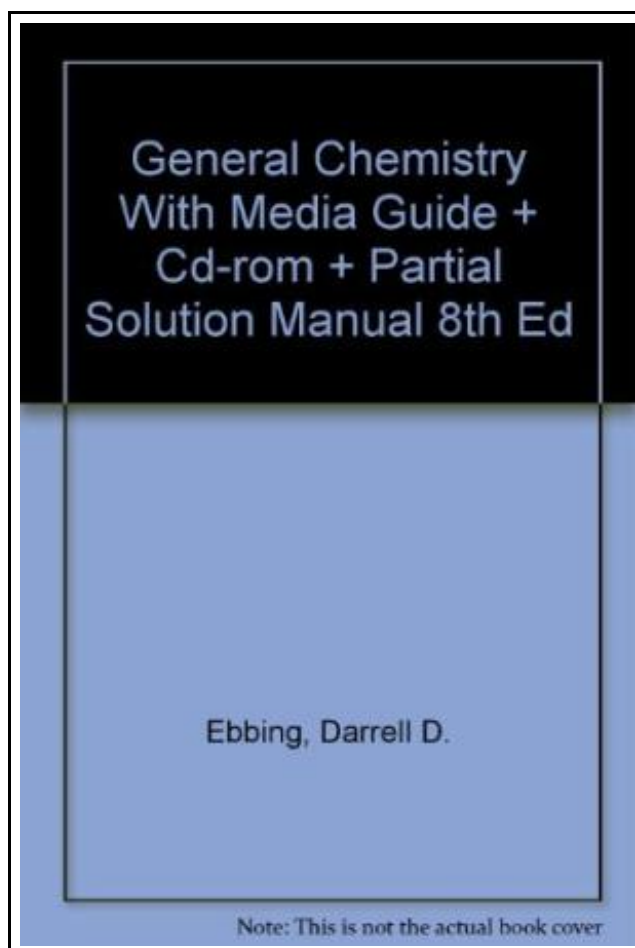 General Chemistry
With Media Guide +
Cd-rom + Partial
Solution Manual 8th Ed
Ebbing, Darrell D.
Note: This is not the actual book cover